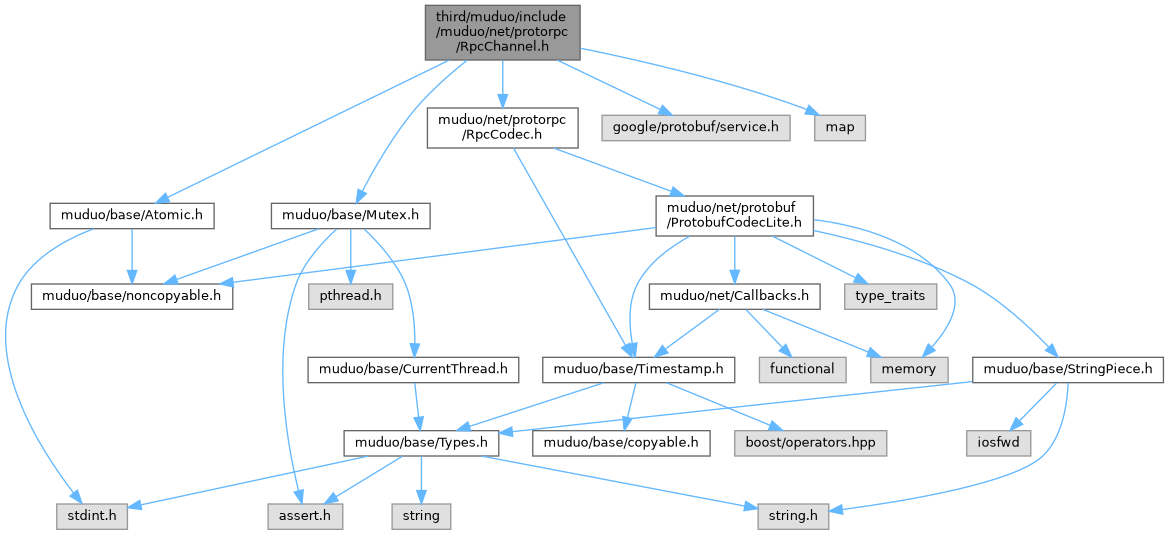 third/muduo/include
/muduo/net/protorpc
/RpcChannel.h
muduo/net/protorpc
/RpcCodec.h
google/protobuf/service.h
map
muduo/base/Atomic.h
muduo/base/Mutex.h
muduo/net/protobuf
/ProtobufCodecLite.h
muduo/base/noncopyable.h
pthread.h
muduo/net/Callbacks.h
type_traits
muduo/base/CurrentThread.h
muduo/base/Timestamp.h
functional
memory
muduo/base/StringPiece.h
muduo/base/Types.h
muduo/base/copyable.h
boost/operators.hpp
iosfwd
stdint.h
assert.h
string
string.h